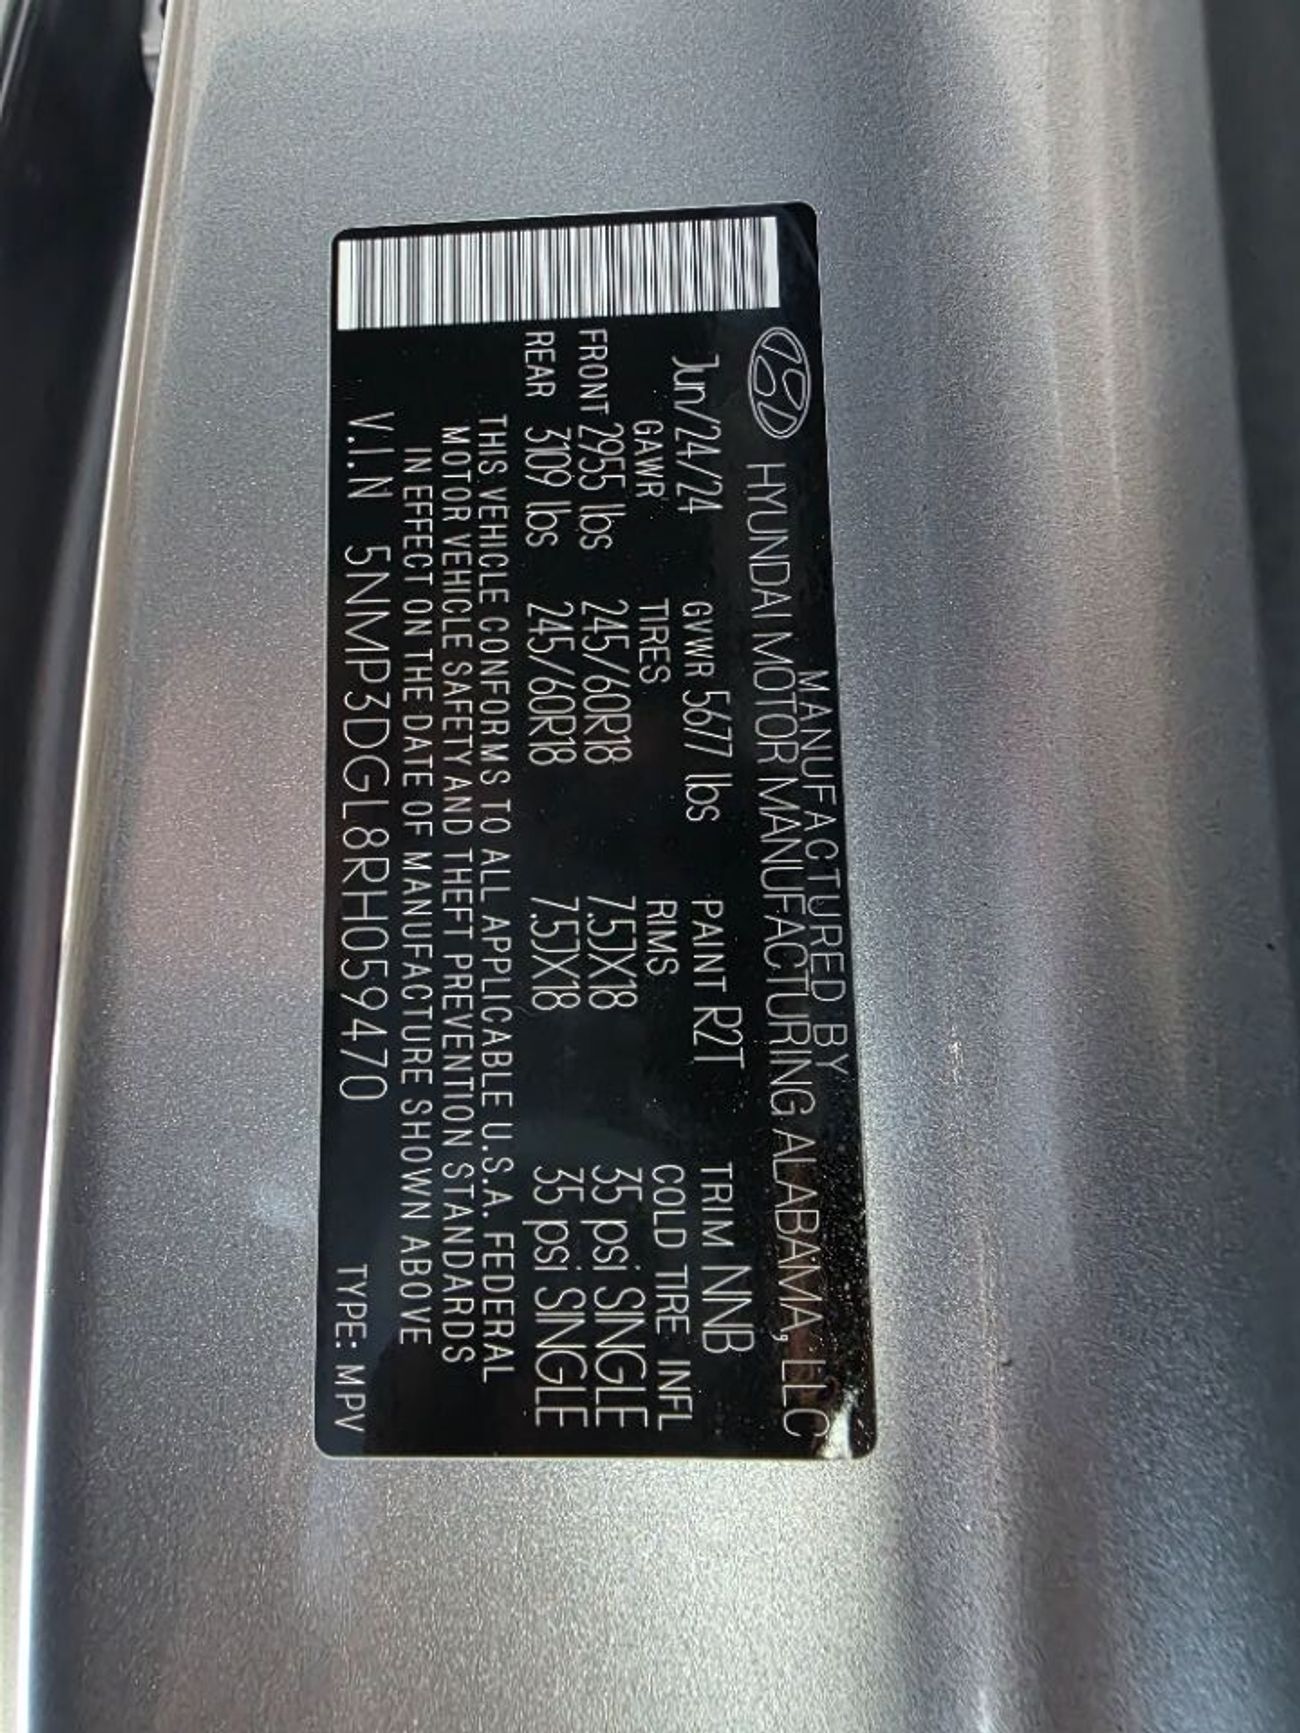 MANUFACTURED BY
HYUNDAI MOTOR MANUFACTURING ALABAMA, LLC
Jun/24/24 GVWR 5677 lbs PAINT R2T TRIM NNB
GAWR TIRES RIMS COLD TIRE INFL
FRONT 2955 lbs 245/60R18 7.5JX18 35 psi SINGLE
REAR 3109 lbs 245/60R18 7.5JX18 35 psi SINGLE
THIS VEHICLE CONFORMS TO ALL APPLICABLE U.S.A. FEDERAL
MOTOR VEHICLE SAFETY AND THEFT PREVENTION STANDARDS
IN EFFECT ON THE DATE OF MANUFACTURE SHOWN ABOVE
V.I.N 5NMP3DGL8RH059470 TYPE: MPV